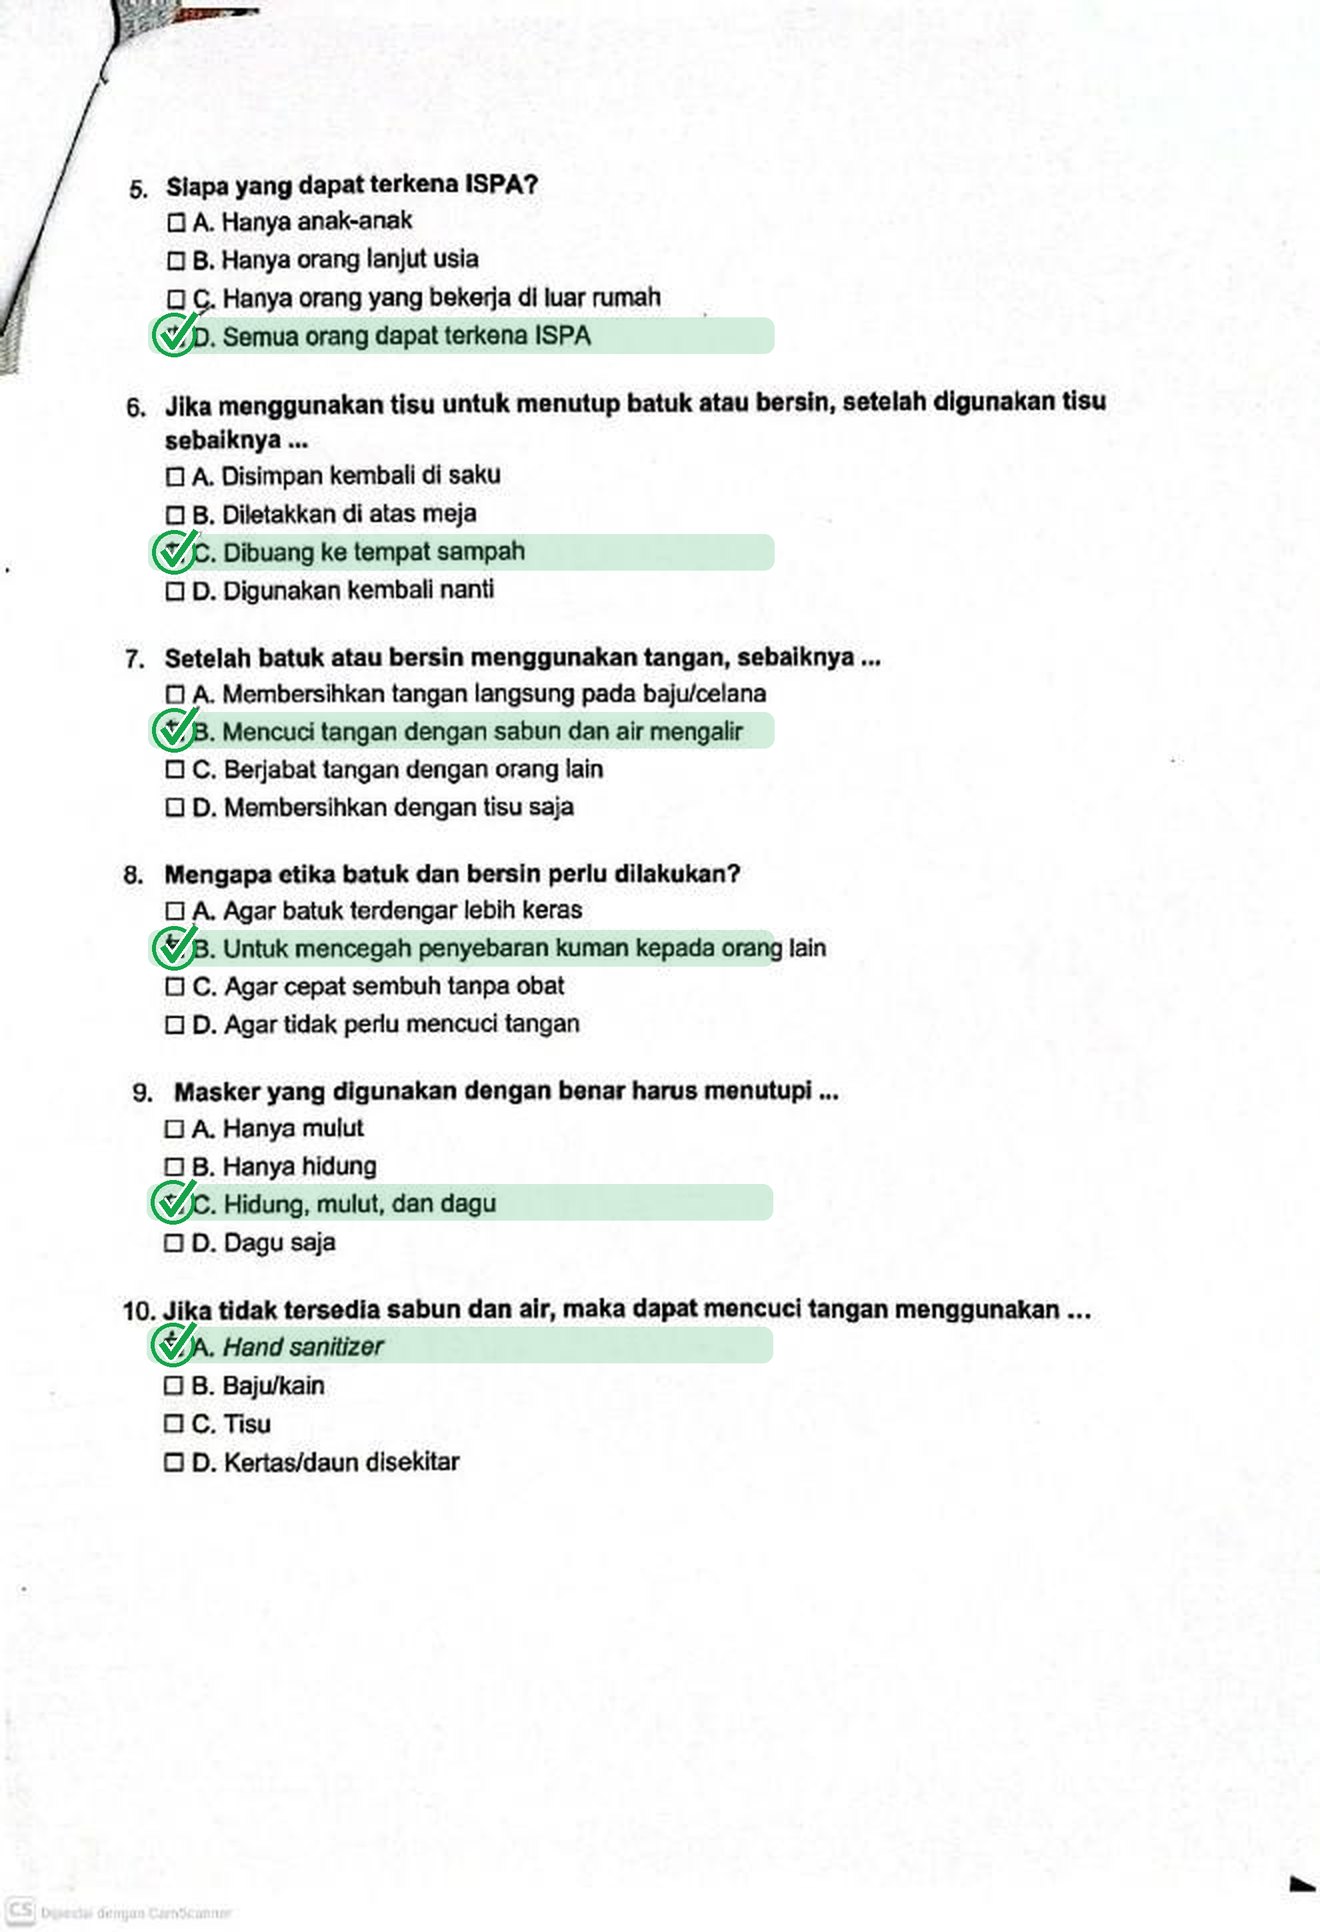 5. Siapa yang dapat terkena ISPA?
A. Hanya anak-anak
B. Hanya orang lanjut usia
C. Hanya orang yang bekerja di luar rumah
D. Semua orang dapat terkena ISPA
6. Jika menggunakan tisu untuk menutup batuk atau bersin, setelah digunakan tisu
sebaiknya ...
A. Disimpan kembali di saku
B. Diletakkan di atas meja
C. Dibuang ke tempat sampah
D. Digunakan kembali nanti
7. Setelah batuk atau bersin menggunakan tangan, sebaiknya ...
A. Membersihkan tangan langsung pada baju/celana
B. Mencuci tangan dengan sabun dan air mengalir
C. Berjabat tangan dengan orang lain
D. Membersihkan dengan tisu saja
8. Mengapa etika batuk dan bersin perlu dilakukan?
A. Agar batuk terdengar lebih keras
B. Untuk mencegah penyebaran kuman kepada orang lain
C. Agar cepat sembuh tanpa obat
D. Agar tidak perlu mencuci tangan
9. Masker yang digunakan dengan benar harus menutupi ...
A. Hanya mulut
B. Hanya hidung
C. Hidung, mulut, dan dagu
D. Dagu saja
10. Jika tidak tersedia sabun dan air, maka dapat mencuci tangan menggunakan ...
A. Hand sanitizer
B. Baju/kain
C. Tisu
D. Kertas/daun disekitar
CS Dipindai dengan CamScanner